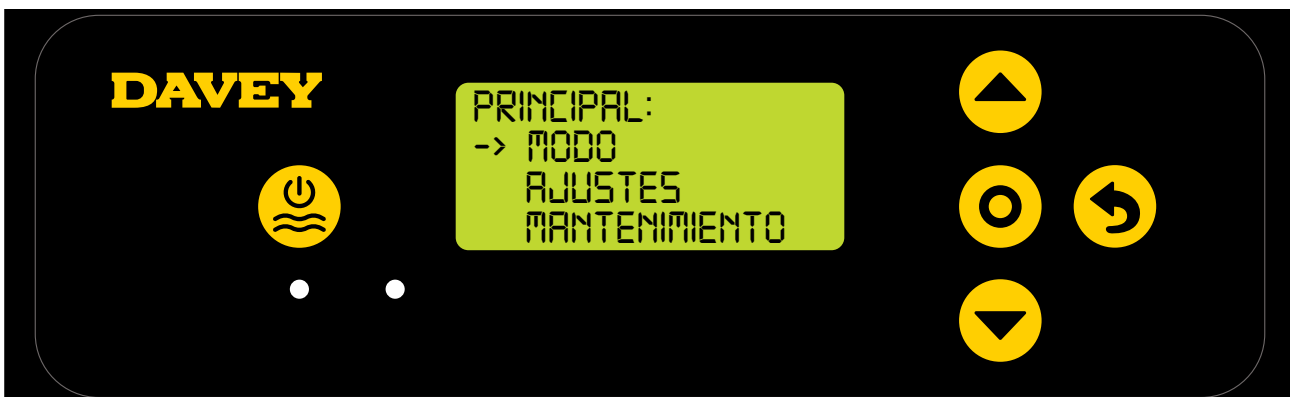 DAVEY
PRINCIPAL:
-> MODO
AJUSTES
MANTENIMIENTO